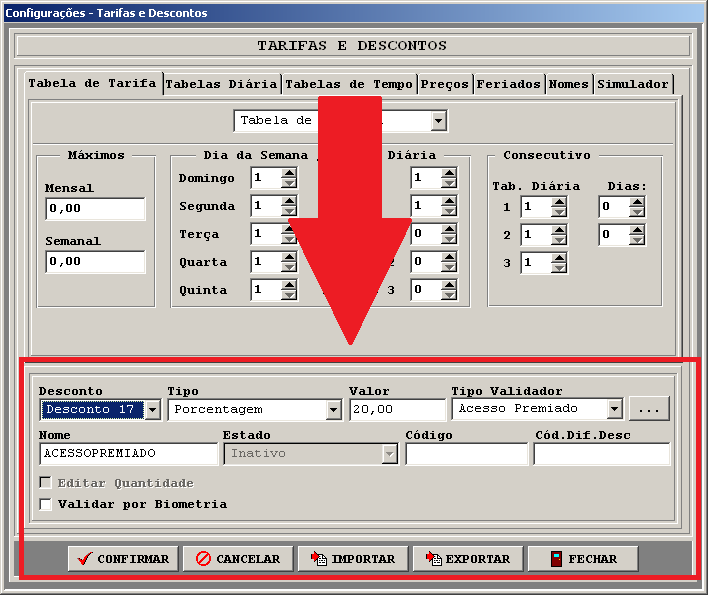 Configurações - Tarifas e Descontos
TARIFAS E DESCONTOS
Tabela de Tarifa Tabelas Diária Tabelas de Tempo Preços Feriados Nomes Simulador
Tabela de
Máximos Dia da Semana Diária Consecutivo
Mensal
0,00
Semanal
0,00
Domingo 1 1
Segunda 1 1
Terça 1 0
Quarta 1 0
Quinta 1 3 0
Tab. Diária Dias:
1 1 0
2 1 0
3 1
Desconto Tipo Valor Tipo Validador
Desconto 17 Porcentagem 20,00 Acesso Premiado ...
Nome Estado Código Cód.Dif.Desc
ACESSOPREMIADO Inativo
Editar Quantidade
Validar por Biometria
CONFIRMAR CANCELAR IMPORTAR EXPORTAR FECHAR